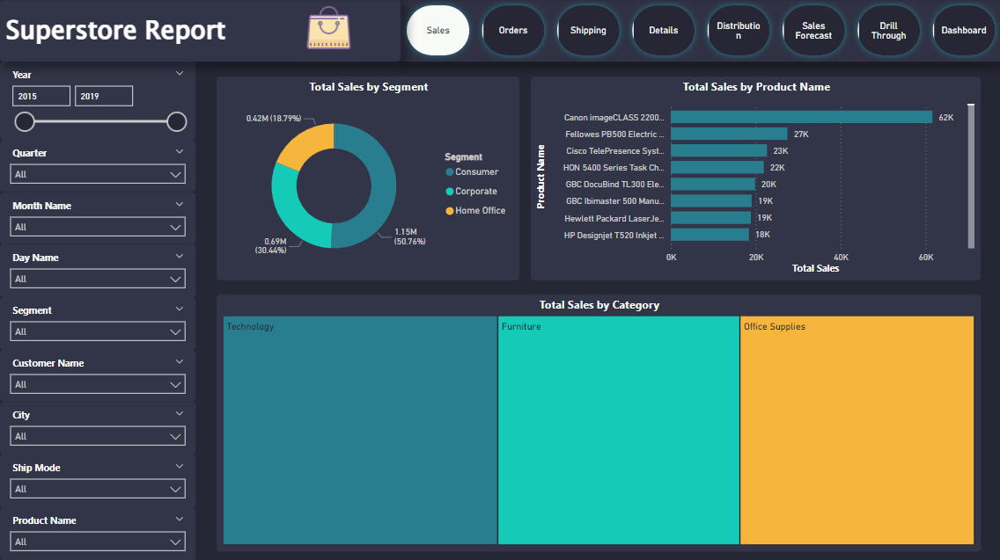 Superstore Report
Sales
Orders
Shipping
Details
Distributio
n
Sales
Forecast
Drill
Through
Dashboard
Year
2015
2019
Quarter
All
Month Name
All
Day Name
All
Segment
All
Customer Name
All
City
All
Ship Mode
All
Product Name
All
Total Sales by Segment
0.42M (18.79%)
0.69M
(30.44%)
1.15M
(50.76%)
Segment
Consumer
Corporate
Home Office
Total Sales by Product Name
Product Name
Canon imageCLASS 2200... 62K
Fellowes PB500 Electric ... 27K
Cisco TelePresence Syst... 23K
HON 5400 Series Task Ch... 22K
GBC DocuBind TL300 Ele... 20K
GBC Ibimaster 500 Manu... 19K
Hewlett Packard LaserJe... 19K
HP Designjet T520 Inkjet ... 18K
0K 20K 40K 60K
Total Sales
Total Sales by Category
Technology
Furniture
Office Supplies